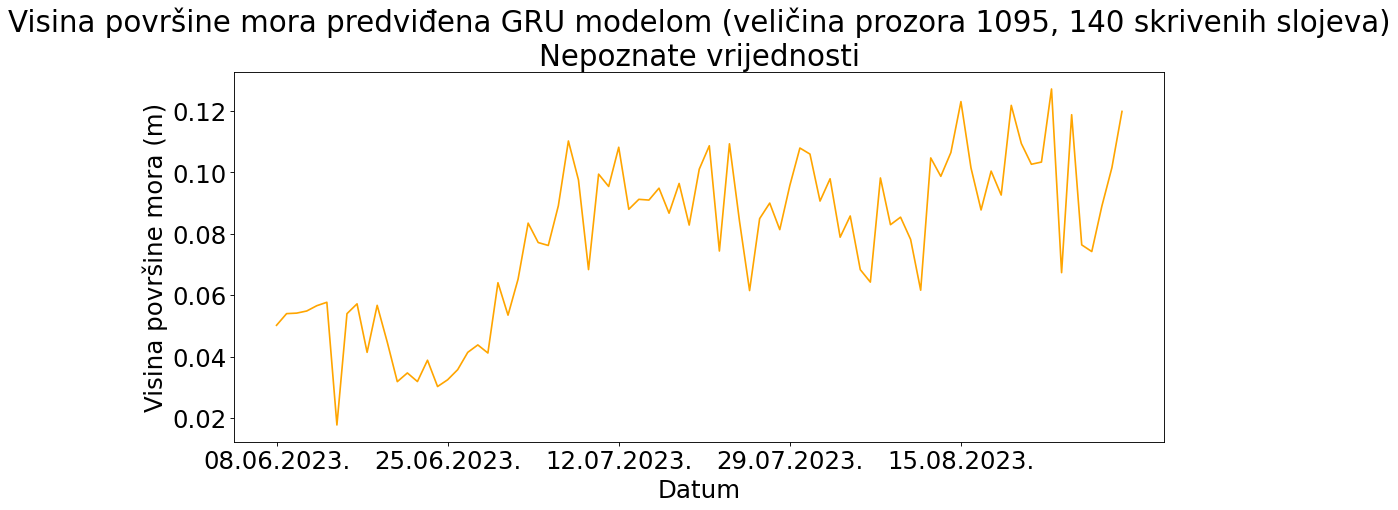 Visina površine mora predviđena GRU modelom (veličina prozora 1095, 140 skrivenih slojeva)
Nepoznate vrijednosti
Visina površine mora (m)
0.12
0.10
0.08
0.06
0.04
0.02
08.06.2023. 25.06.2023. 12.07.2023. 29.07.2023. 15.08.2023.
Datum